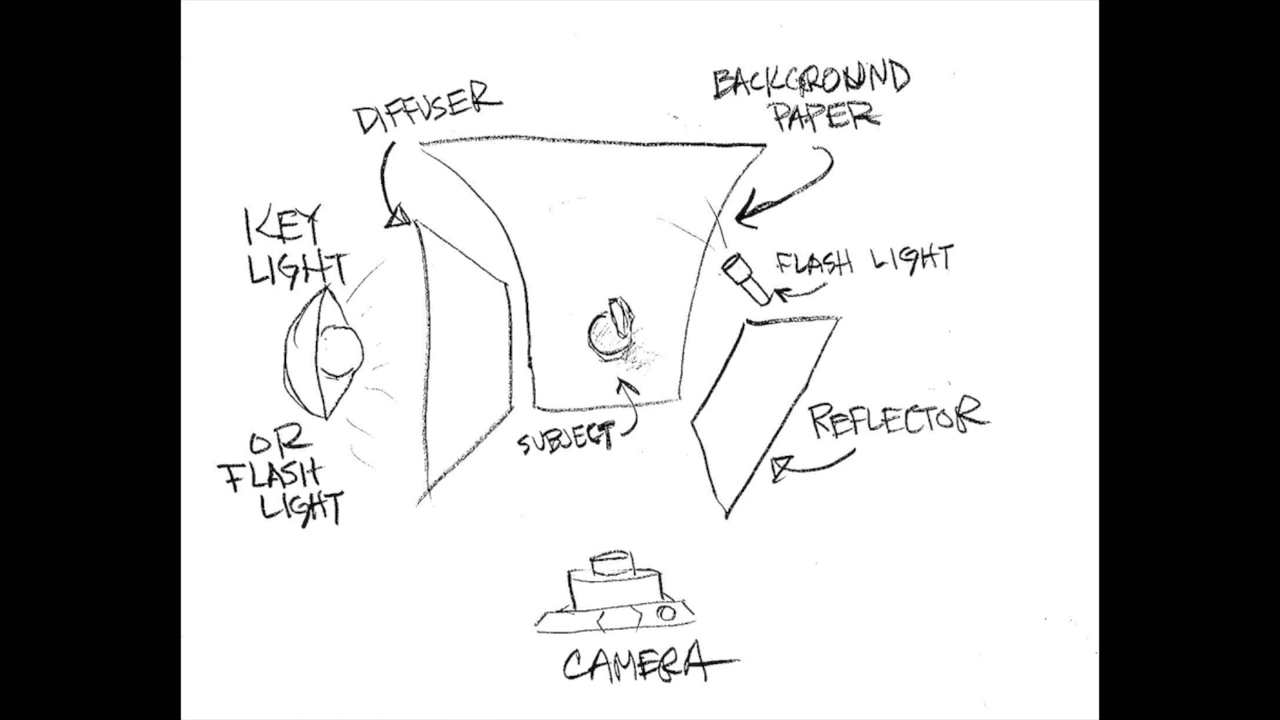 DIFFUSER
BACKGROUND
PAPER
KEY
LIGHT
FLASH LIGHT
REFLECTOR
SUBJECT
OR
FLASH
LIGHT
CAMERA